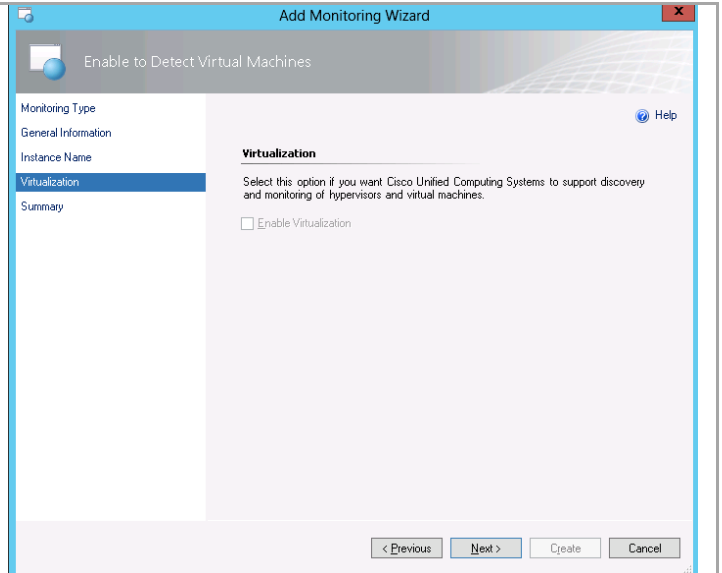 Add Monitoring Wizard
x
Enable to Detect Virtual Machines
Monitoring Type
General Information
Instance Name
Virtualization
Summary
Help
Virtualization
Select this option if you want Cisco Unified Computing Systems to support discovery
and monitoring of hypervisors and virtual machines.
Enable Virtualization
< Previous
Next >
Create
Cancel